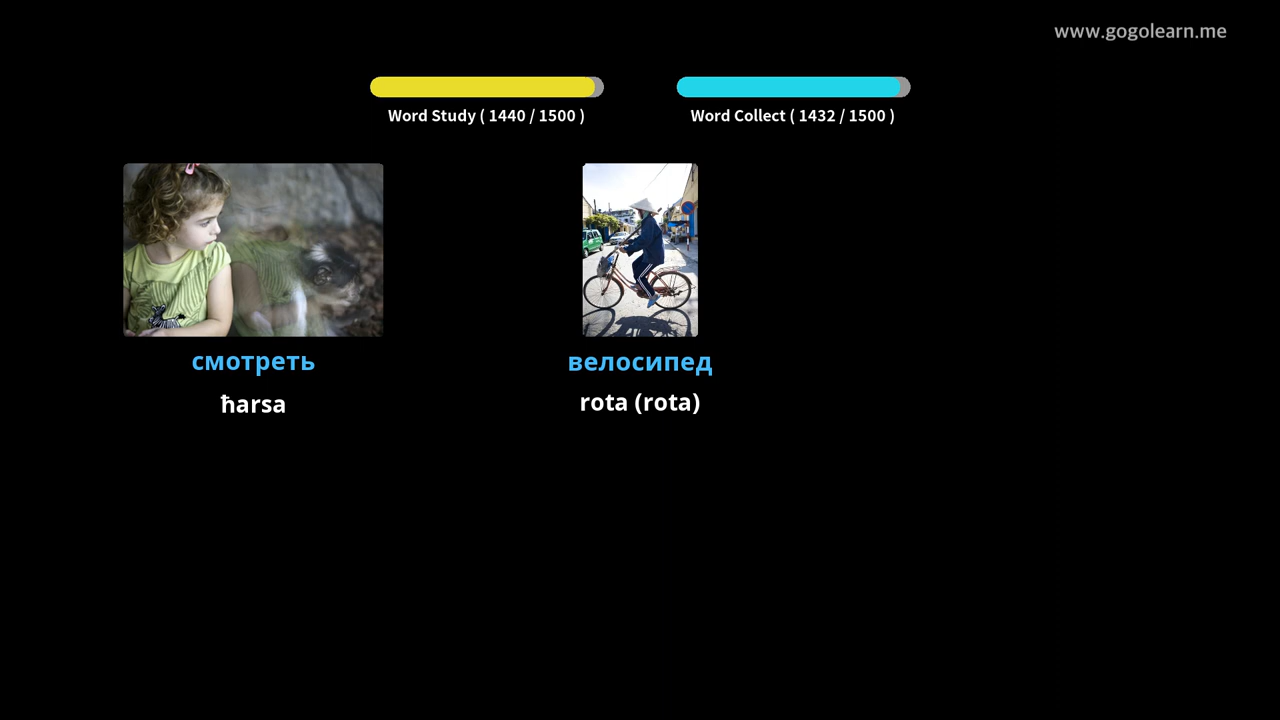 www.gogolearn.me
Word Study ( 1440 / 1500 )
Word Collect ( 1432 / 1500 )
смотреть
ħarsa
велосипед
rota (rota)